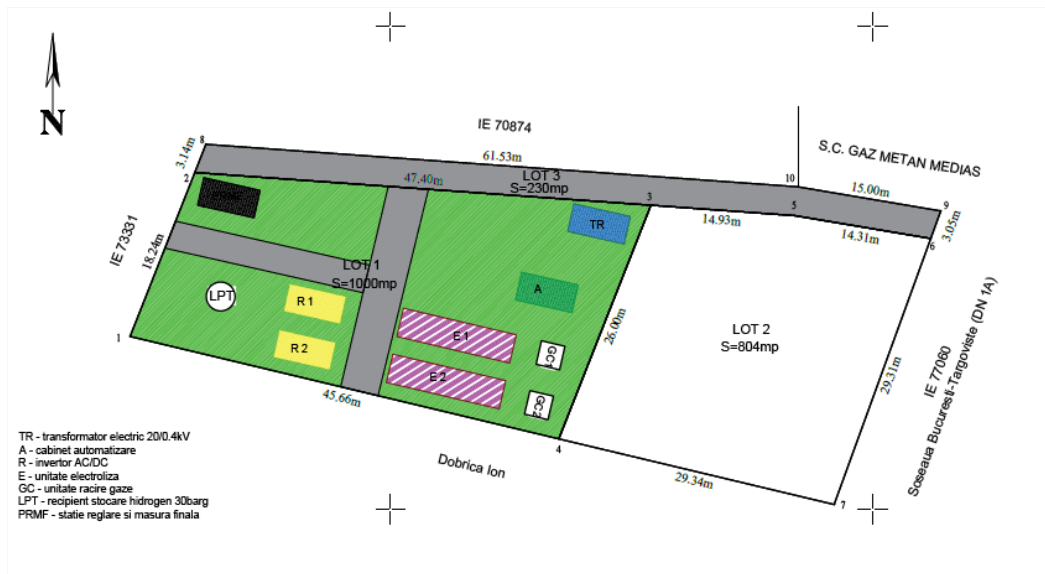 N
IE 70874
S.C. GAZ METAN MEDIAS
8
3.14m
61.53m
10
15.00m
9
2
47.40m
LOT 3
S=230mp
3
14.93m
5
14.31m
6
3.05m
PRMF
TR
IE 73331
18.24m
LOT 1
S=1000mp
A
26.00m
LOT 2
S=804mp
LPT
R 1
R 2
E 1
E 2
GC1
GC2
29.31m
IE 77060
Soseaua Bucuresti-Targoviste (DN 1A)
1
45.66m
4
29.34m
7
Dobrica Ion
TR - transformator electric 20/0.4kV
A - cabinet automatizare
R - invertor AC/DC
E - unitate electroliza
GC - unitate racire gaze
LPT - recipient stocare hidrogen 30barg
PRMF - statie reglare si masura finala